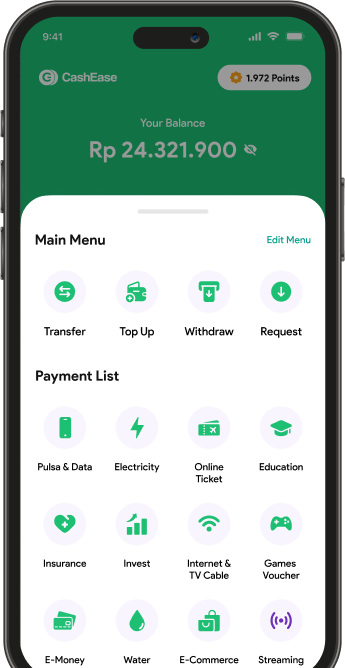 9:41
CashEase
1.972 Points
Your Balance
Rp 24.321.900
Main Menu
Edit Menu
Transfer
Top Up
Withdraw
Request
Payment List
Pulsa & Data
Electricity
Online
Ticket
Education
Insurance
Invest
Internet &
TV Cable
Games
Voucher
E-Money
Water
E-Commerce
Streaming